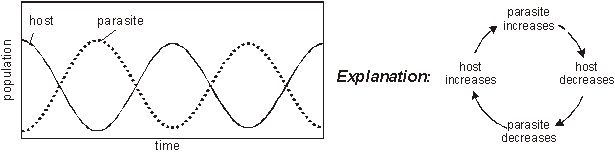 host
parasite
population
time
Explanation:
parasite
increases
host
decreases
parasite
decreases
host
increases